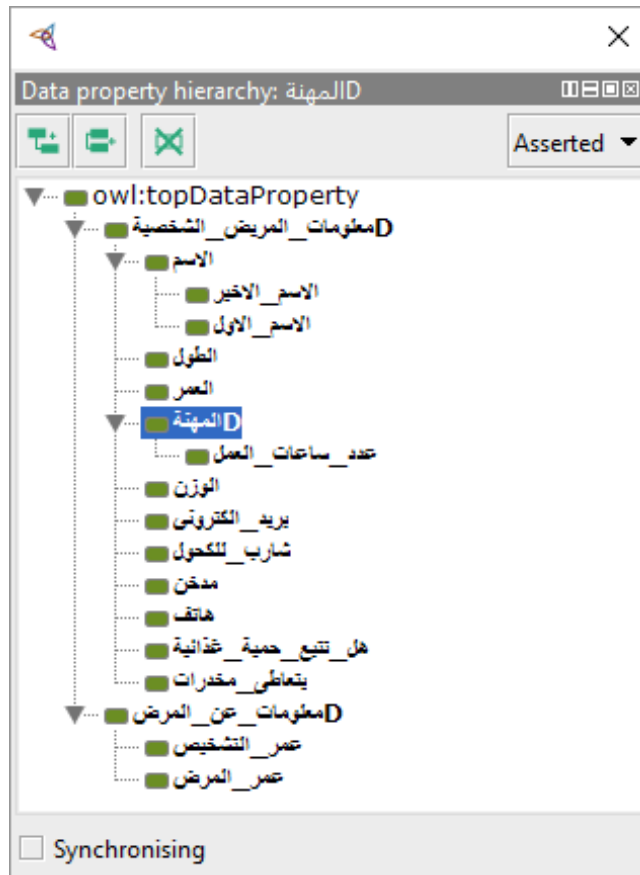 Data property hierarchy: المهنةD
Asserted
owl:topDataProperty
معلومات_المريض_الشخصيةD
الاسم
الاسم_الاخير
الاسم_الاول
الطول
العمر
المهنةD
عدد_ساعات_العمل
الوزن
بريد_الكتروني
شارب_للكحول
مدخن
هاتف
هل_تتبع_حمية_غذائية
يتعاطى_مخدرات
معلومات_عن_المرضD
عمر_التشخيص
عمر_المرض
Synchronising